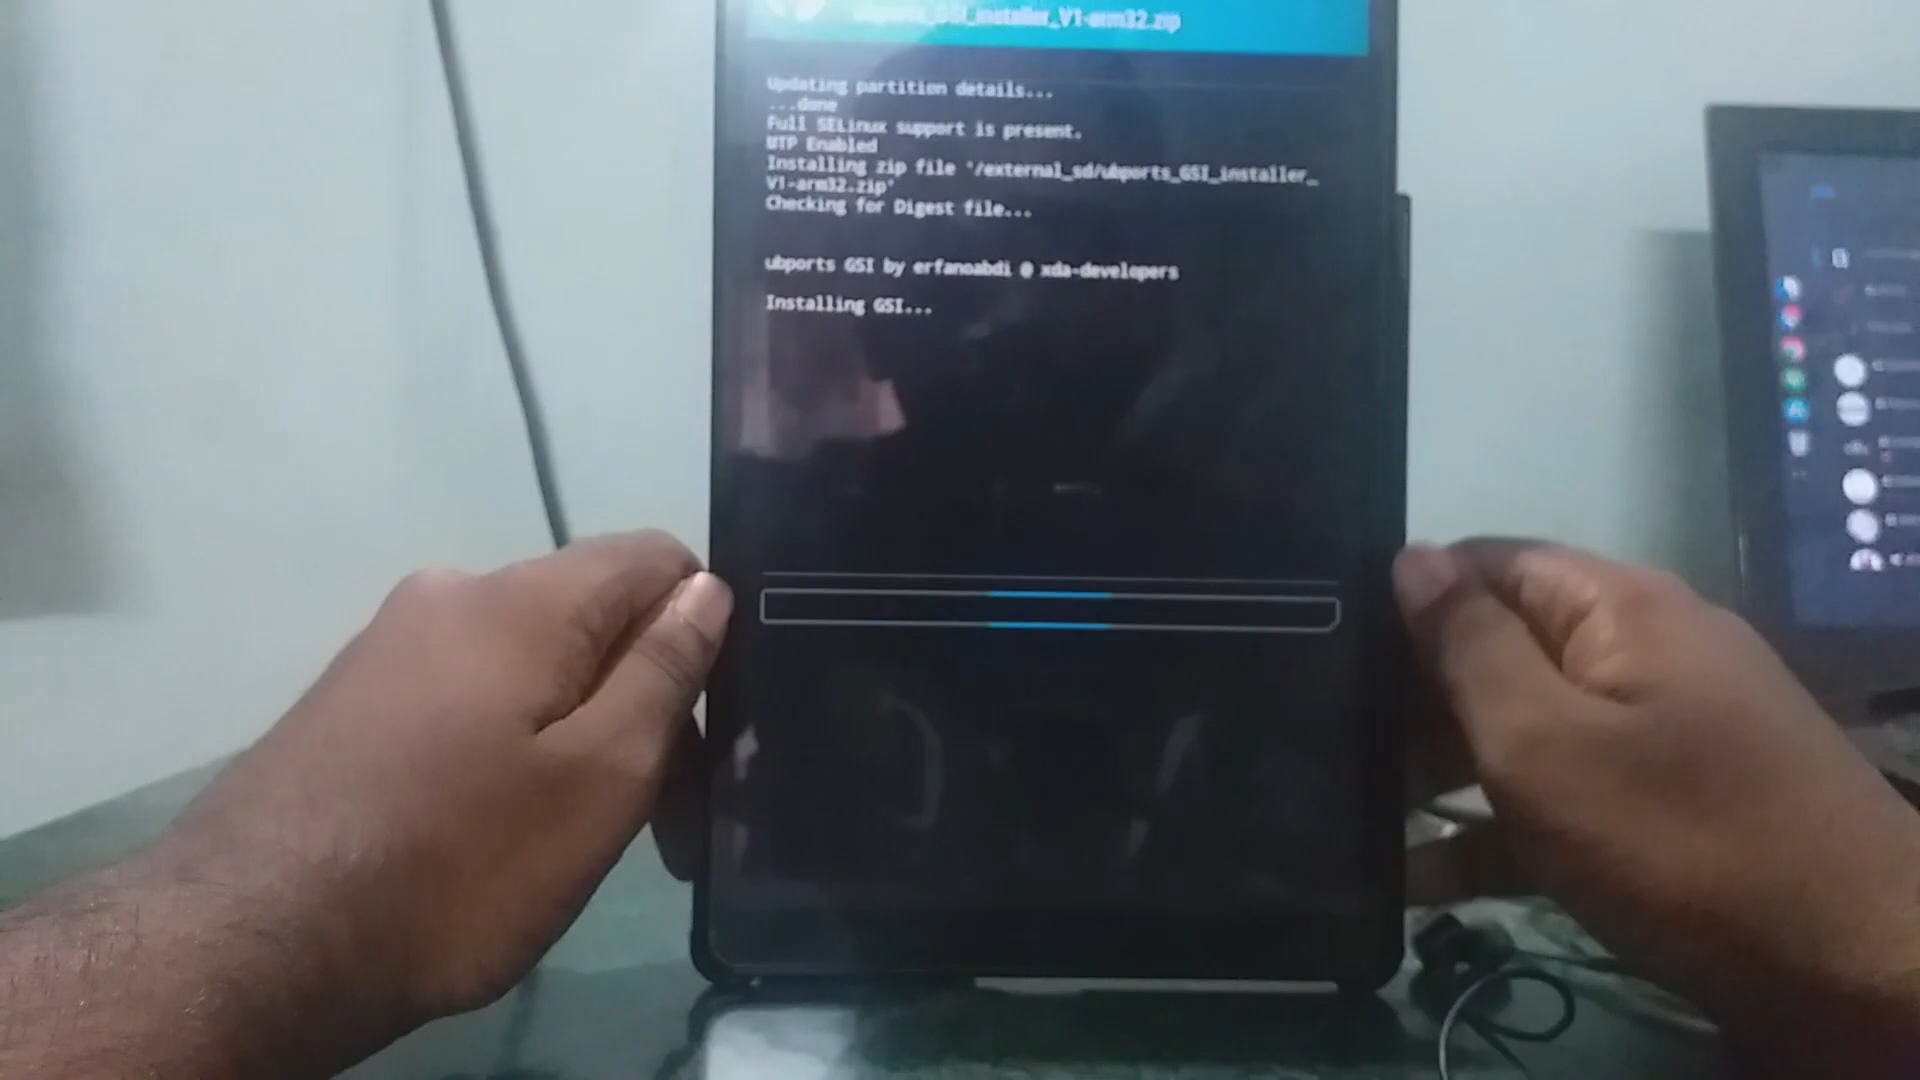 ubports_GSI_installer_V1-arm32.zip
Updating partition details...
...done
Full SELinux support is present.
MTP Enabled
Installing zip file '/external_sd/ubports_GSI_installer_
V1-arm32.zip'
Checking for Digest file...
ubports GSI by erfanoabdi @ xda-developers
Installing GSI...